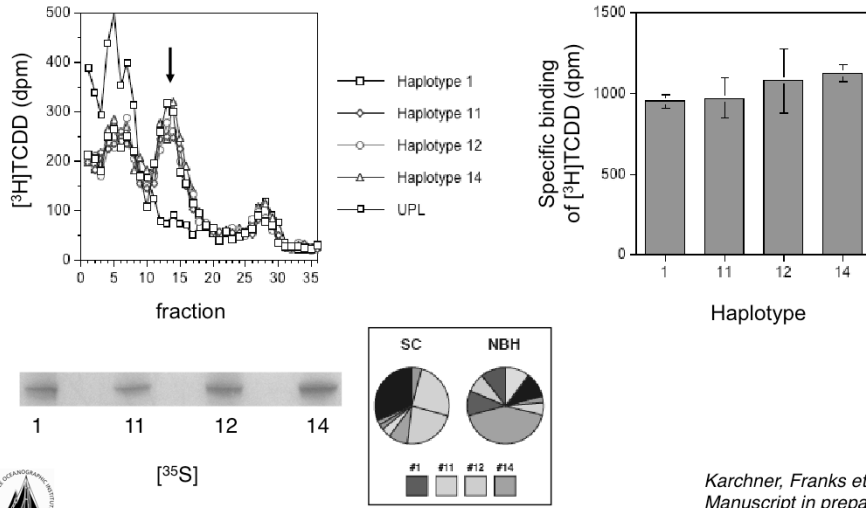 500
400
300
200
100
0
[³H]TCDD (dpm)
0 5 10 15 20 25 30 35
fraction
Haplotype 1
Haplotype 11
Haplotype 12
Haplotype 14
UPL
1500
1000
500
0
Specific binding
of [³H]TCDD (dpm)
1 11 12 14
Haplotype
1 11 12 14
[³⁵S]
SC NBH
#1 #11 #12 #14
OCEANOGRAPHIC
Karchner, Franks et
Manuscript in prepa